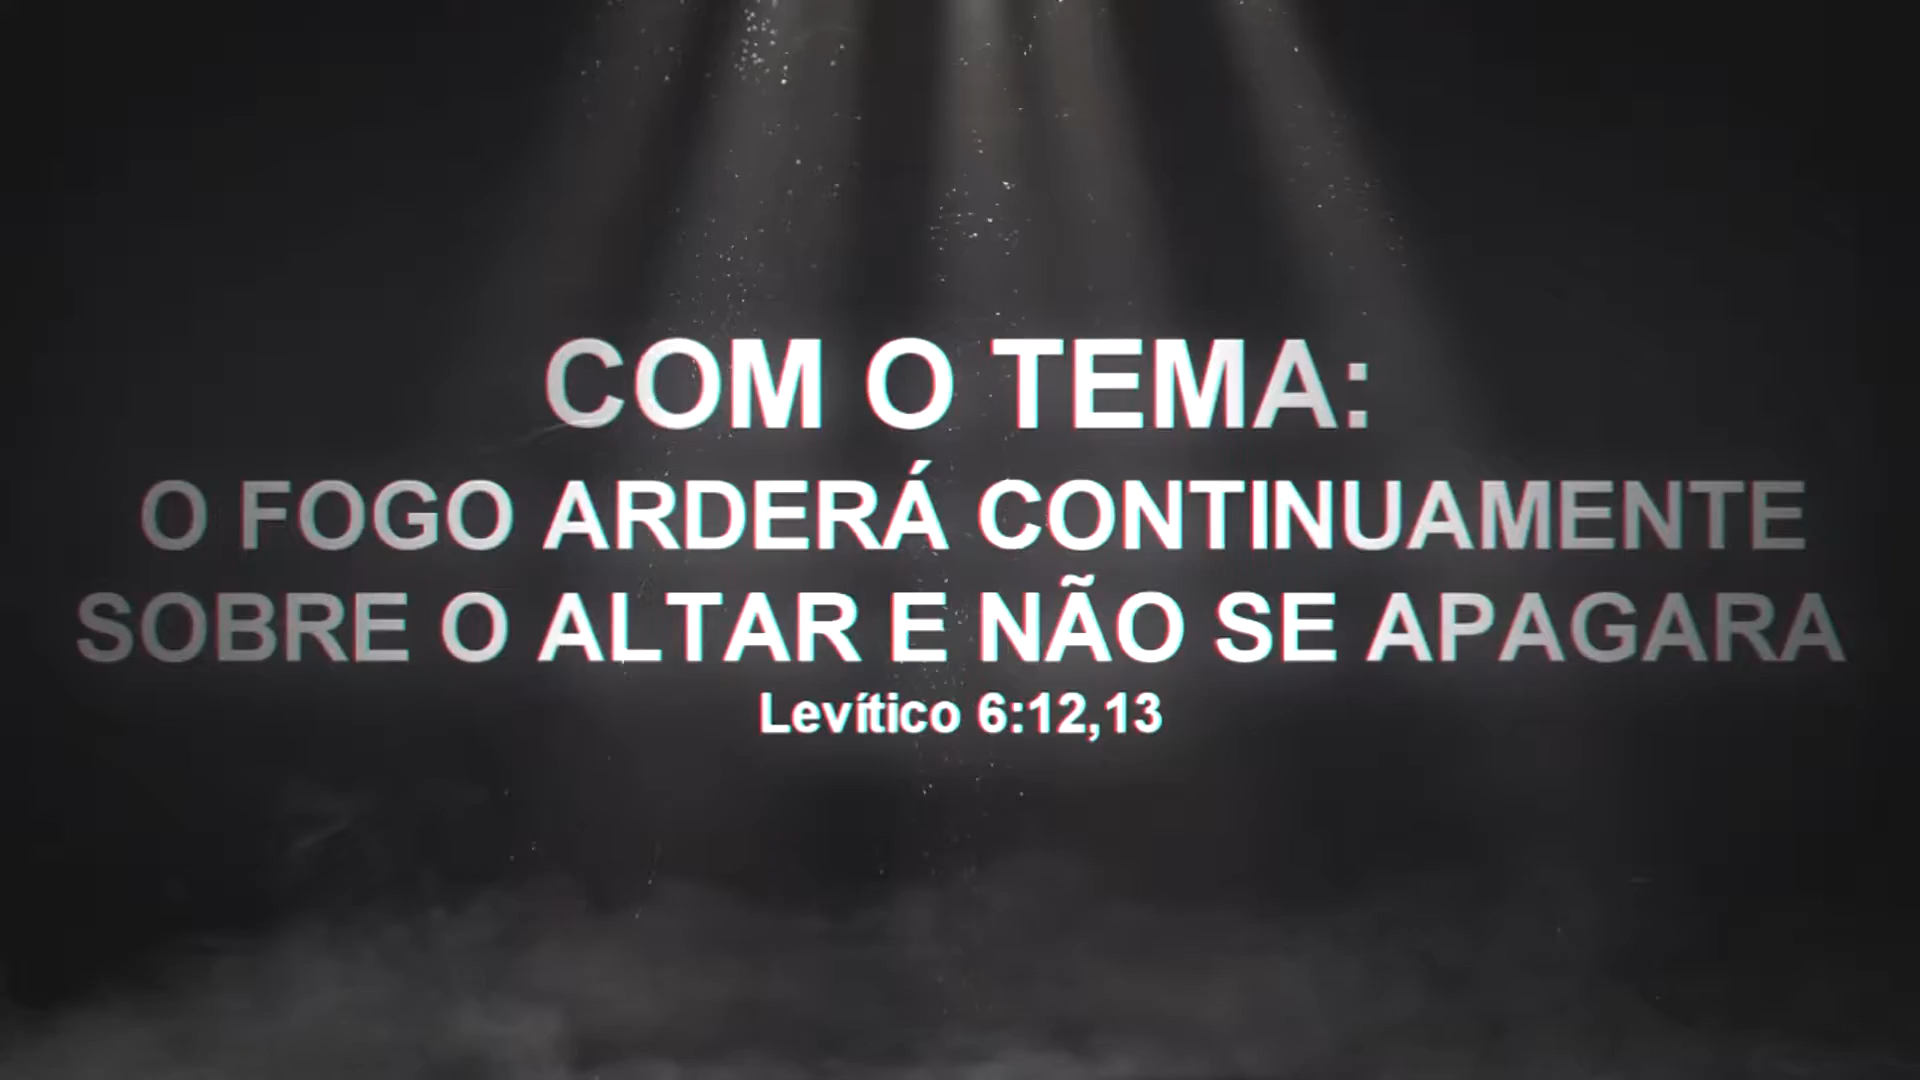 COM O TEMA:
O FOGO ARDERÁ CONTINUAMENTE
SOBRE O ALTAR E NÃO SE APAGARA
Levítico 6:12,13